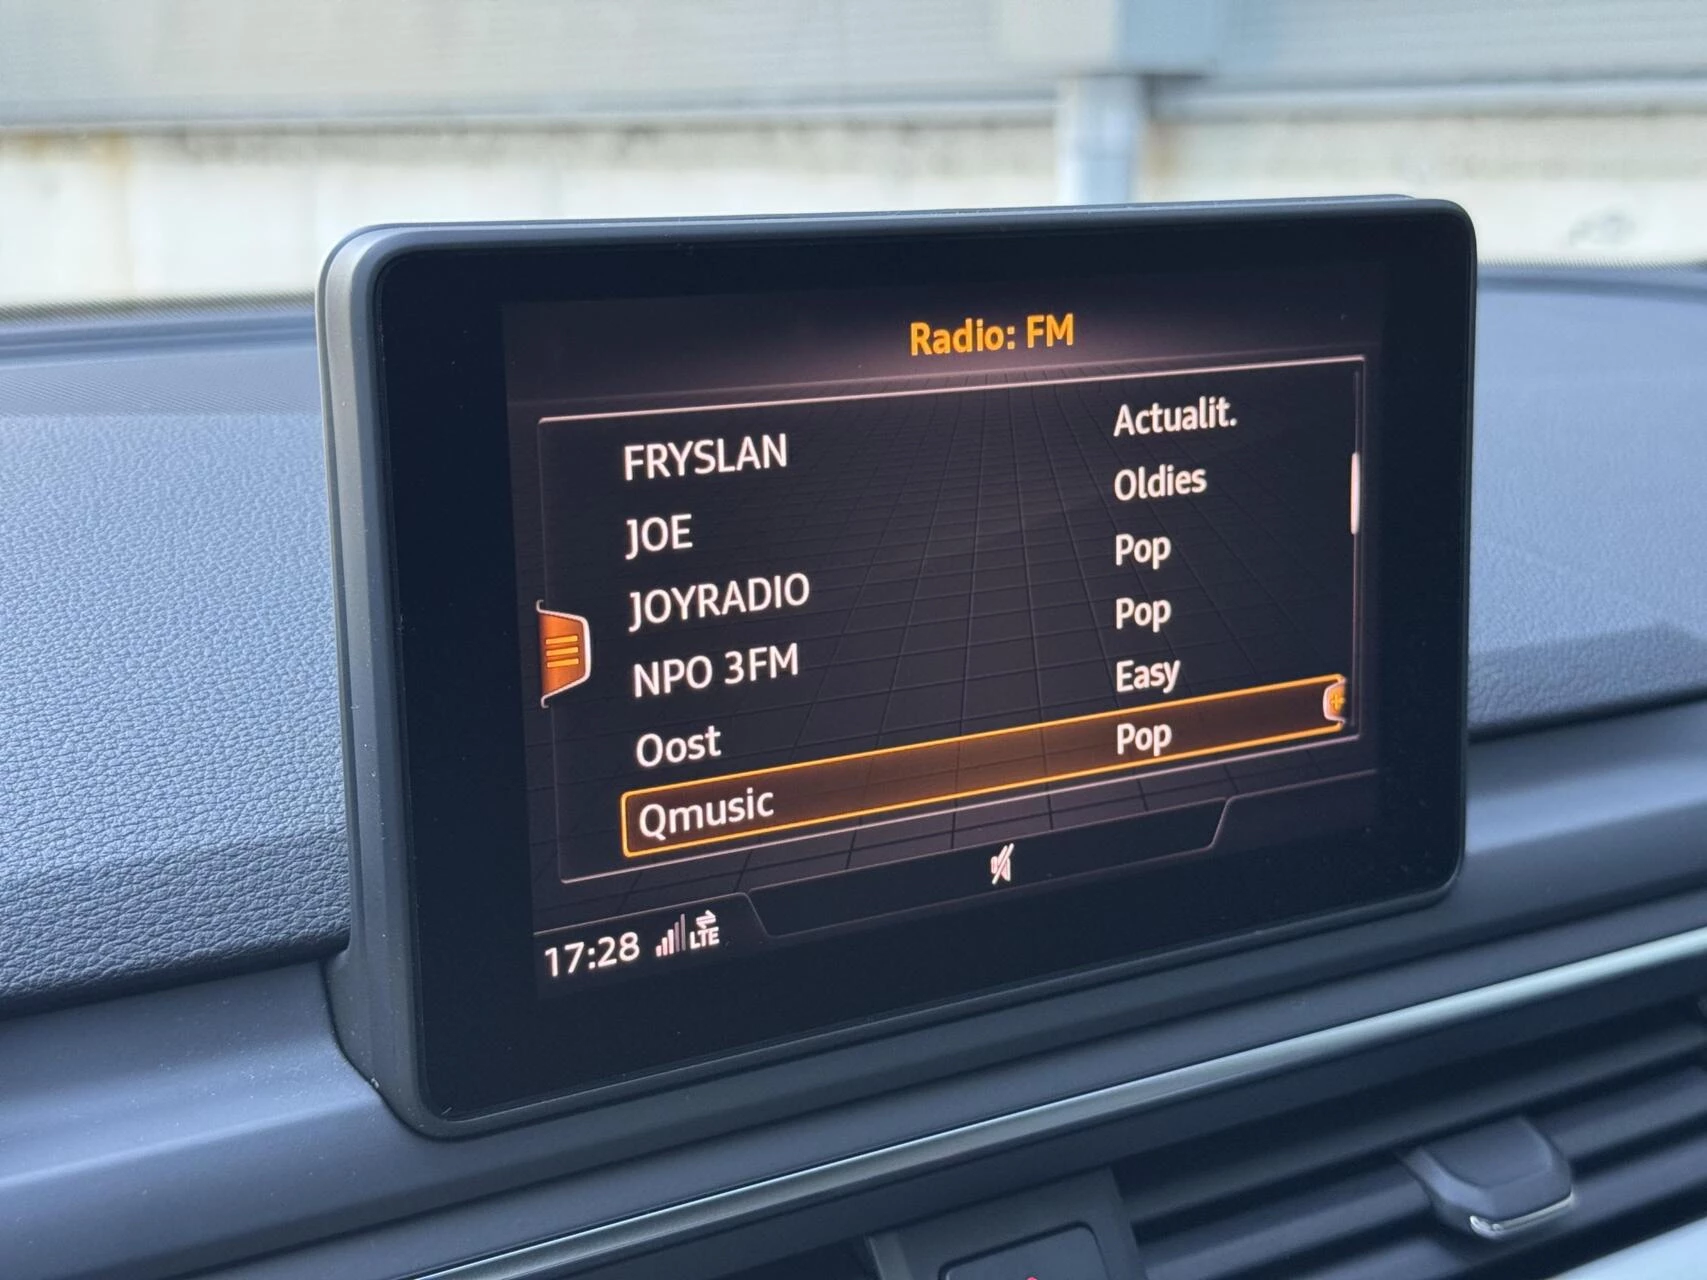 Radio: FM
FRYSLAN Actualit.
JOE Oldies
JOYRADIO Pop
NPO 3FM Pop
Oost Easy
Qmusic Pop
17:28 LTE